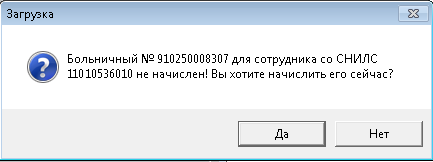 Загрузка
Больничный № 910250008307 для сотрудника со СНИЛС
11010536010 не начислен! Вы хотите начислить его сейчас?
Да
Нет